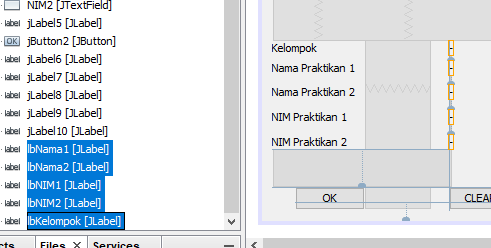 NIM2 [JTextField]
label jLabel5 [JLabel]
OK jButton2 [JButton]
label jLabel6 [JLabel]
label jLabel7 [JLabel]
label jLabel8 [JLabel]
label jLabel9 [JLabel]
label jLabel10 [JLabel]
label lbNama1 [JLabel]
label lbNama2 [JLabel]
label lbNIM1 [JLabel]
label lbNIM2 [JLabel]
label lbKelompok [JLabel]
Files
Services
Kelompok
Nama Praktikan 1
Nama Praktikan 2
NIM Praktikan 1
NIM Praktikan 2
OK